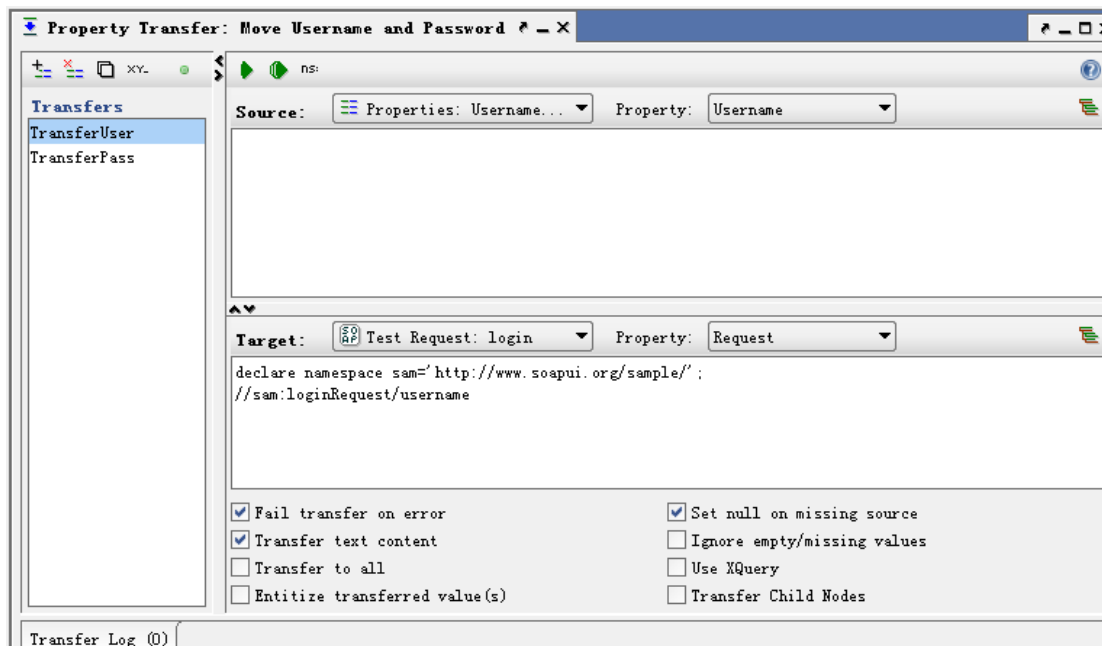 Property Transfer: Move Username and Password
XY_
ns:
Transfers
TransferUser
TransferPass
Source:
Properties: Username...
Property:
Username
Target:
SOAP
Test Request: login
Property:
Request
declare namespace sam='http://www.soapui.org/sample/';
//sam:loginRequest/username
Fail transfer on error
Set null on missing source
Transfer text content
Ignore empty/missing values
Transfer to all
Use XQuery
Entitize transferred value(s)
Transfer Child Nodes
Transfer Log (0)